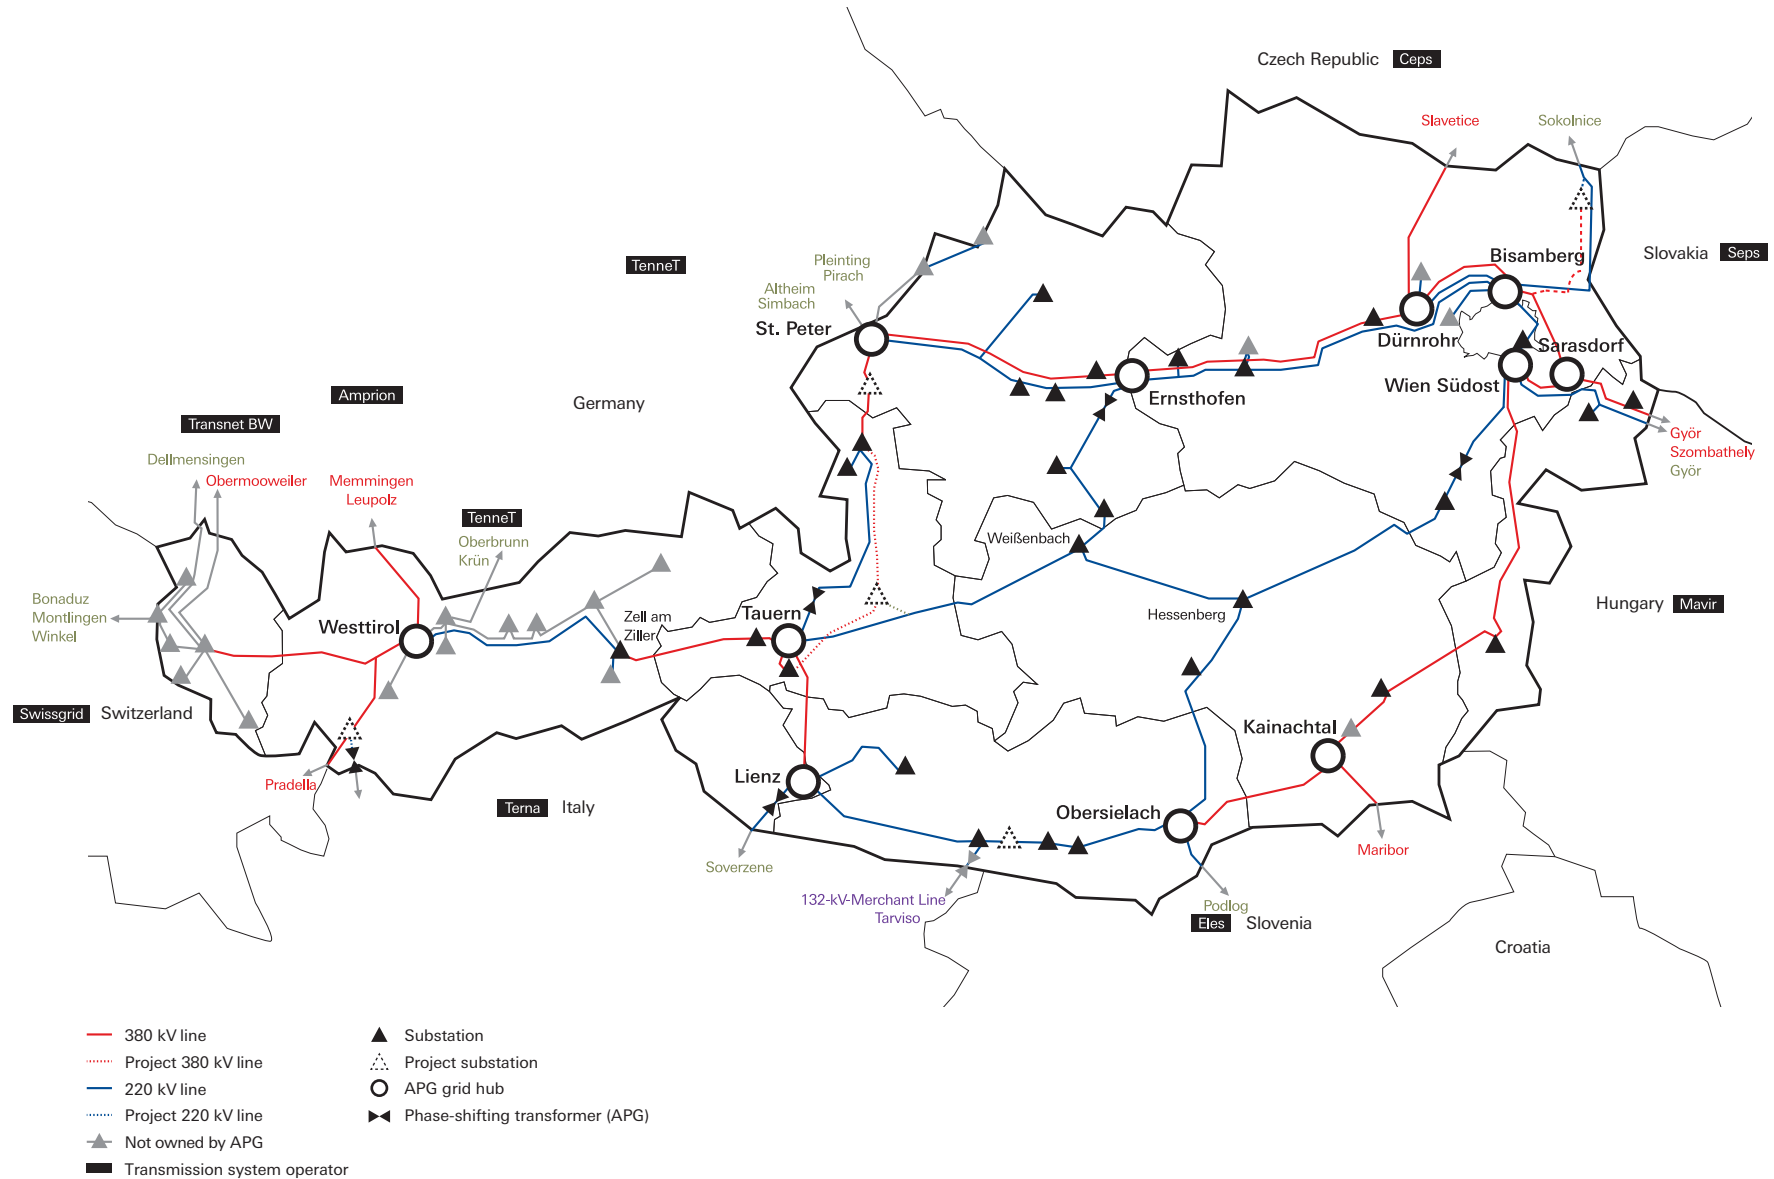 Czech Republic Ceps
Slavetice
Sokolnice
Slovakia Seps
Bisamberg
TenneT
Pleinting
Pirach
Altheim
Simbach
St. Peter
Dürnrohr
Sarasdorf
Wien Südost
Ernsthofen
Amprion
Germany
Transnet BW
Dellmensingen
Obermooweiler
Memmingen
Leupolz
TenneT
Oberbrunn
Krün
Györ
Szombathely
Györ
Weißenbach
Bonaduz
Montlingen
Winkel
Westtirol
Zell am
Ziller
Tauern
Hessenberg
Hungary Mavir
Swissgrid Switzerland
Pradella
Kainachtal
Lienz
Terna Italy
Obersielach
Maribor
Soverzene
132-kV-Merchant Line
Tarviso
Podlog
Eles Slovenia
Croatia
380 kV line
Project 380 kV line
220 kV line
Project 220 kV line
Not owned by APG
Transmission system operator
Substation
Project substation
APG grid hub
Phase-shifting transformer (APG)